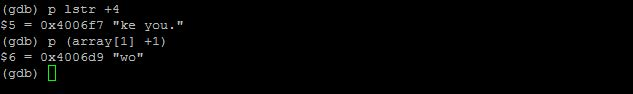 (gdb) p lstr +4
$5 = 0x4006f7 "ke you."
(gdb) p (array[1] +1)
$6 = 0x4006d9 "wo"
(gdb)